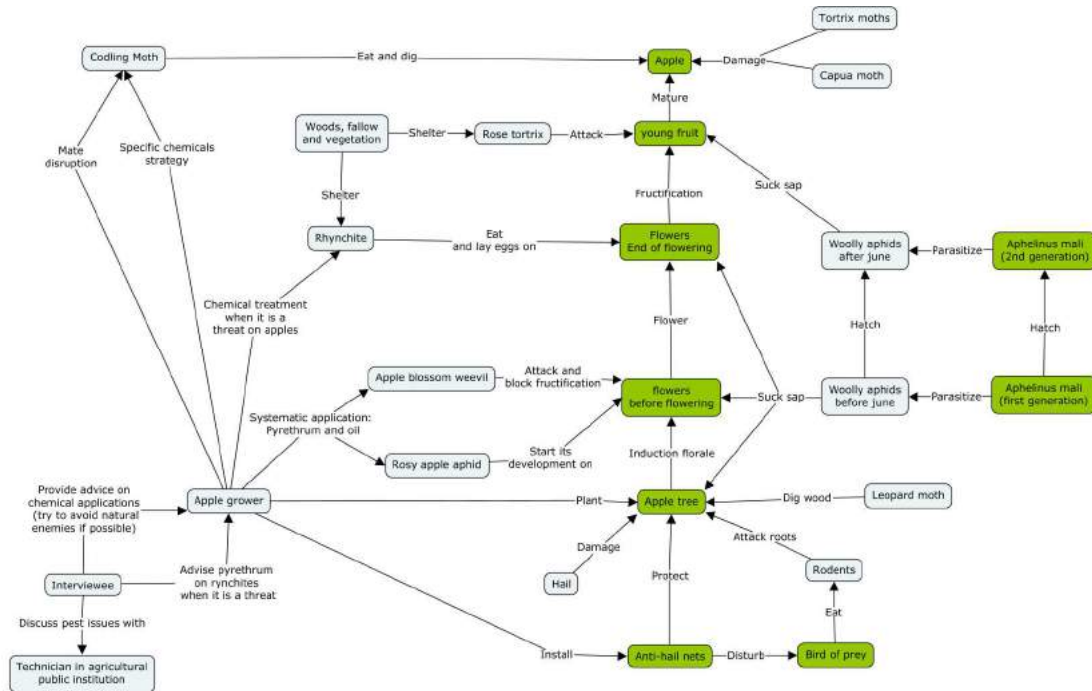 Tortrix moths
Codling Moth
Eat and dig
Apple
Damage
Capua moth
Mature
Woods, fallow
and vegetation
Shelter
Rose tortrix
Attack
young fruit
Mate
disruption
Specific chemicals
strategy
Shelter
Fructification
Suck sap
Rhynchite
Eat
and lay eggs on
Flowers
End of flowering
Woolly aphids
after june
Parasitize
Aphelinus mali
(2nd generation)
Chemical treatment
when it is a
threat on apples
Flower
Hatch
Hatch
Apple blossom weevil
Attack and
block fructification
flowers
before flowering
Suck sap
Woolly aphids
before june
Parasitize
Aphelinus mali
(first generation)
Systematic application:
Pyrethrum and oil
Rosy apple aphid
Start its
development on
Induction florale
Provide advice on
chemical applications
(try to avoid natural
enemies if possible)
Apple grower
Plant
Apple tree
Dig wood
Leopard moth
Damage
Attack roots
Hail
Protect
Rodents
Interviewee
Advise pyrethrum
on rynchites
when it is a threat
Eat
Discuss pest issues with
Technician in agricultural
public institution
Install
Anti-hail nets
Disturb
Bird of prey